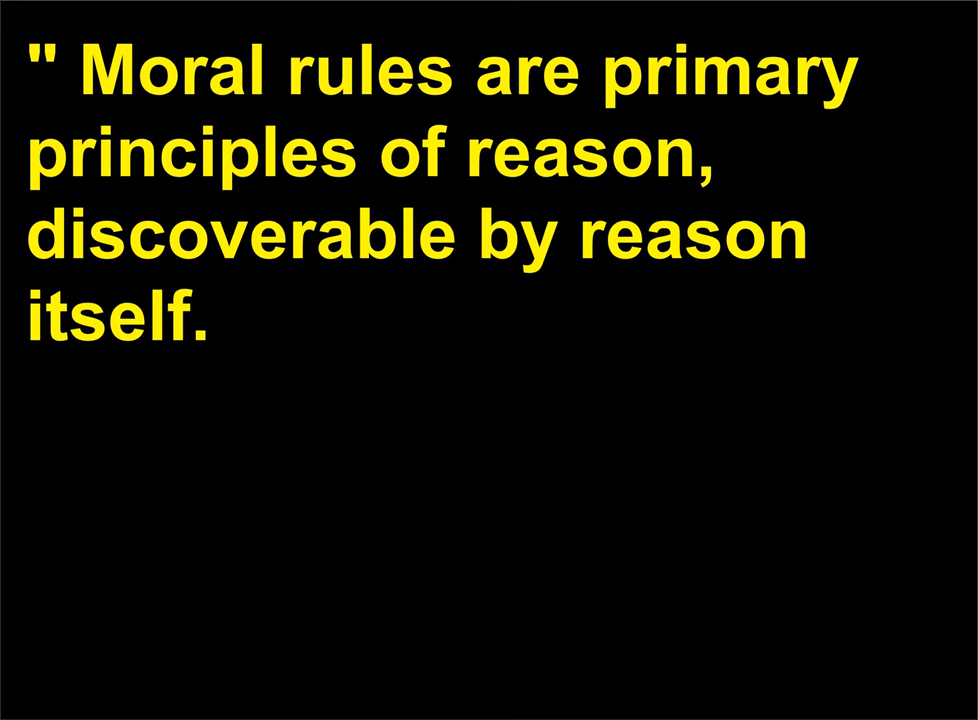 " Moral rules are primary
principles of reason,
discoverable by reason
itself.